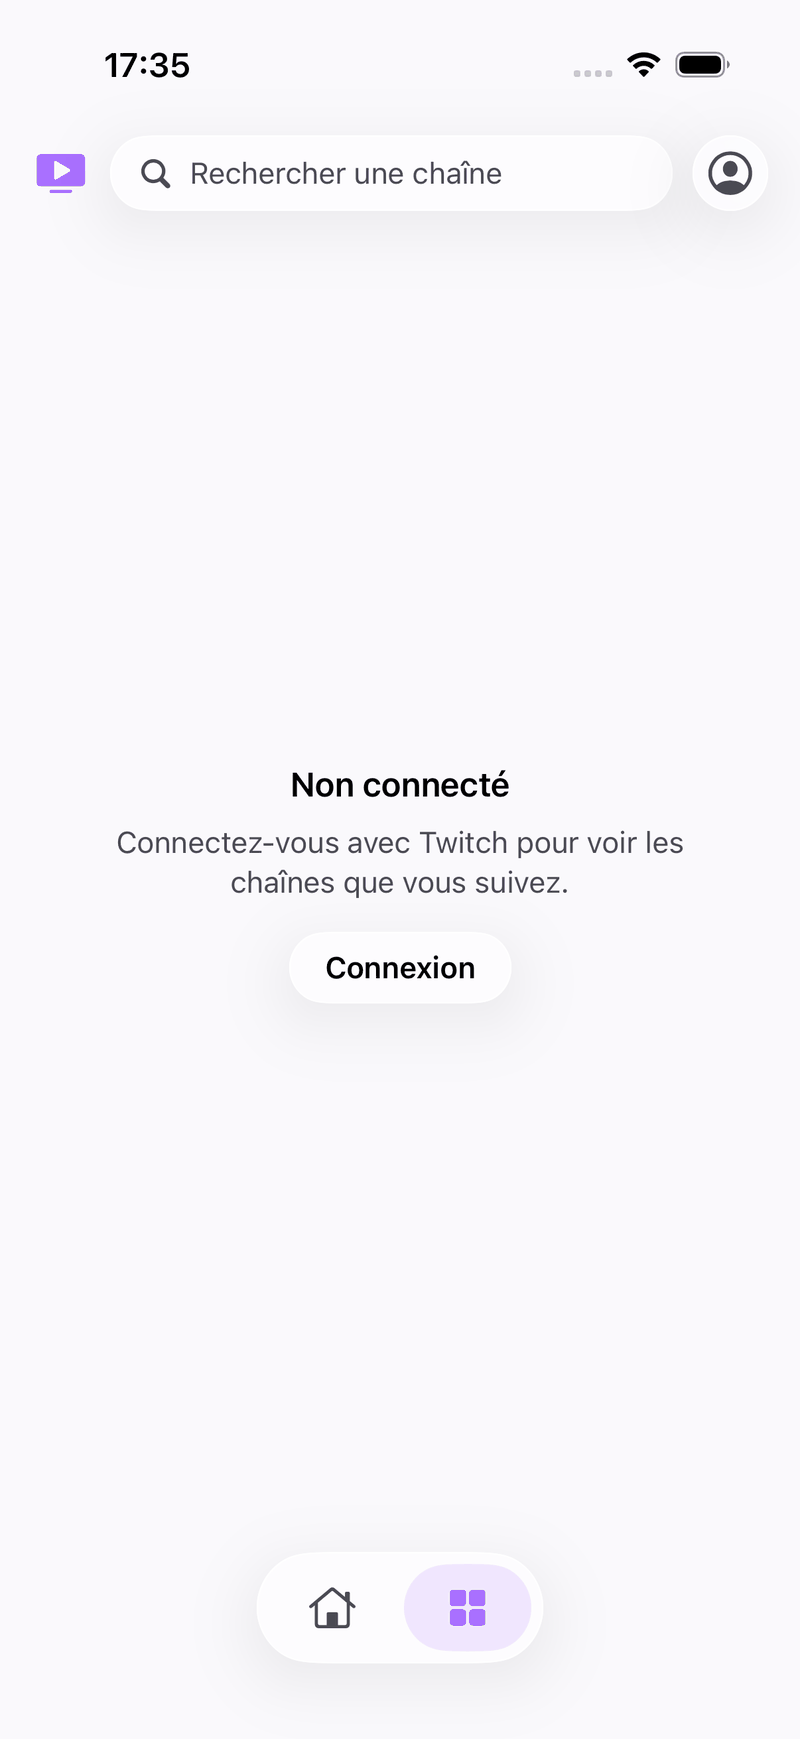 17:35
Rechercher une chaîne
Non connecté
Connectez-vous avec Twitch pour voir les
chaînes que vous suivez.
Connexion